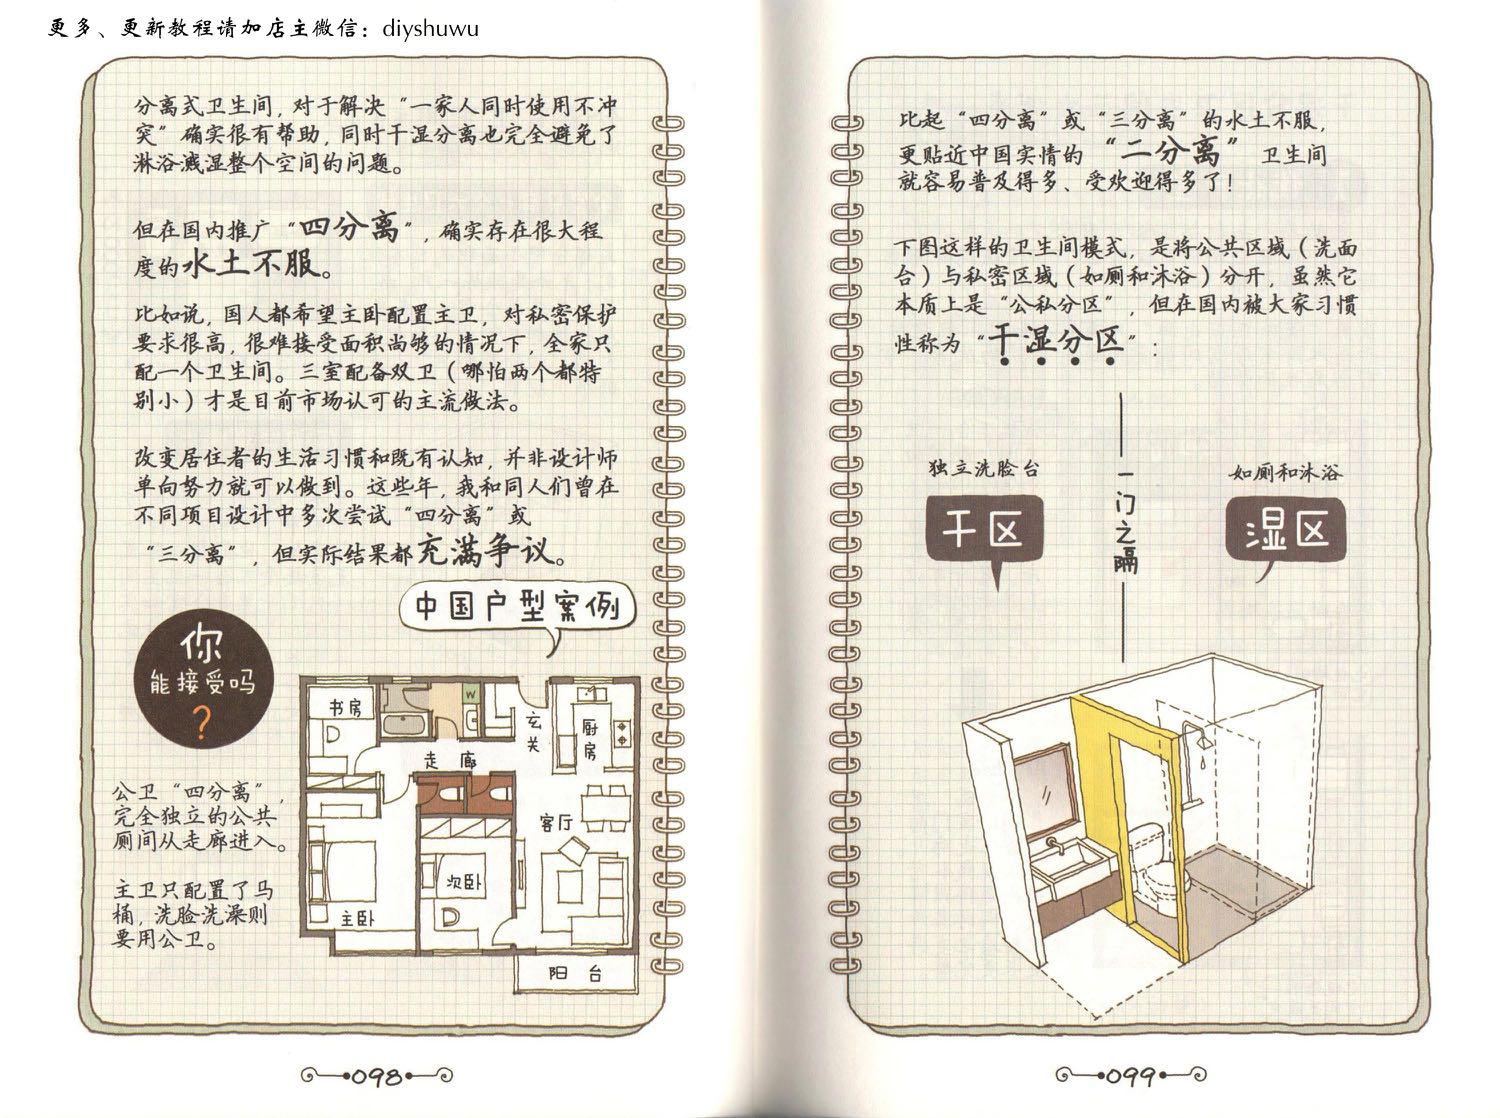 更多、更新教程请加店主微信：diyshuwu
分离式卫生间，对于解决“一家人同时使用不冲
突”确实很有帮助，同时干湿分离也完全避免了
淋浴溅湿整个空间的问题。
但在国内推广“四分离”，确实存在很大程
度的水土不服。
比如说，国人都希望主卧配置主卫，对私密保护
要求很高，很难接受面积尚够的情况下，全家只
配一个卫生间。三室配备双卫（哪怕两个都特
别小）才是目前市场认可的主流做法。
改变居住者的生活习惯和既有认知，并非设计师
单向努力就可以做到。这些年，我和同人们曾在
不同项目设计中多次尝试“四分离”或
“三分离”，但实际结果都充满争议。
中国户型案例
你
能接受吗
？
书房
W
玄关
厨房
走廊
客厅
次卧
主卧
阳台
公卫“四分离”，
完全独立的公共
厕间从走廊进入。
主卫只配置了马
桶，洗脸洗澡则
要用公卫。
098
比起“四分离”或“三分离”的水土不服，
更贴近中国实情的“二分离”卫生间
就容易普及得多、受欢迎得多了！
下图这样的卫生间模式，是将公共区域（洗面
台）与私密区域（如厕和沐浴）分开，虽然它
本质上是“公私分区”，但在国内被大家习惯
性称为“干湿分区”：
独立洗脸台
干区
一门之隔
如厕和沐浴
湿区
099